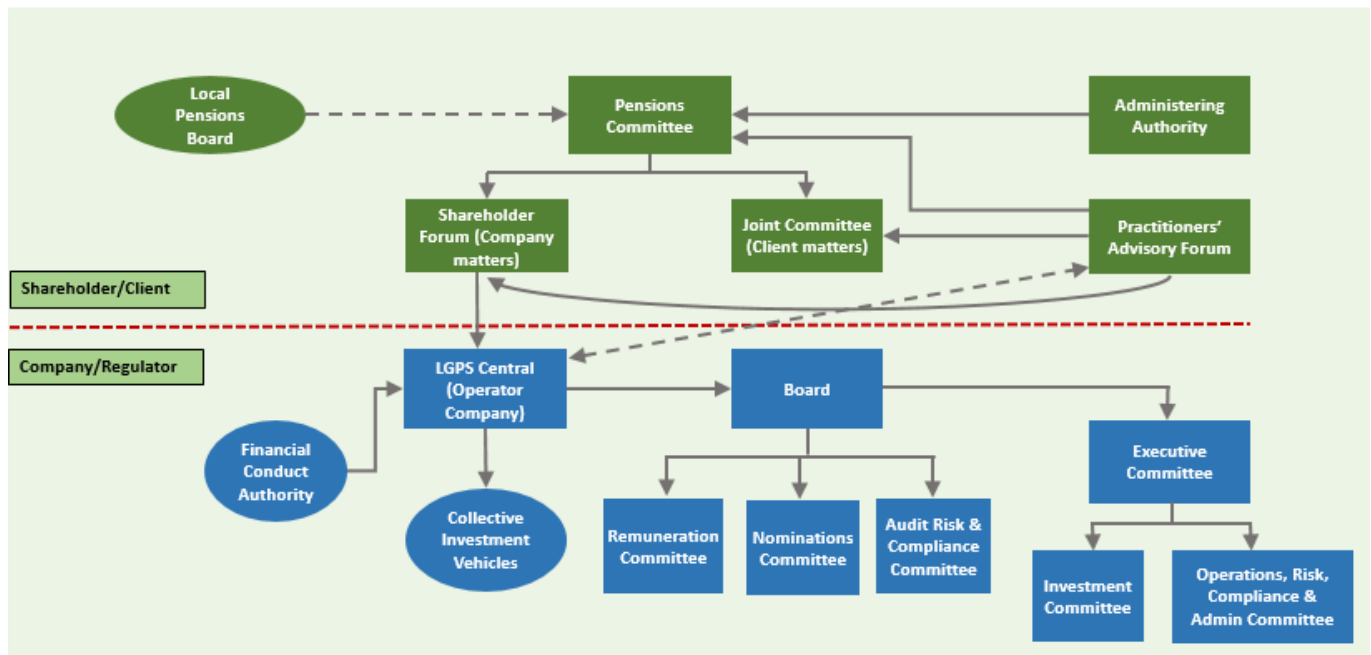 Local
Pensions
Board
Pensions
Committee
Administering
Authority
Shareholder
Forum (Company
matters)
Joint Committee
(Client matters)
Practitioners’
Advisory Forum
Shareholder/Client
Company/Regulator
LGPS Central
(Operator
Company)
Board
Financial
Conduct
Authority
Executive
Committee
Collective
Investment
Vehicles
Remuneration
Committee
Nominations
Committee
Audit Risk &
Compliance
Committee
Investment
Committee
Operations, Risk,
Compliance &
Admin Committee